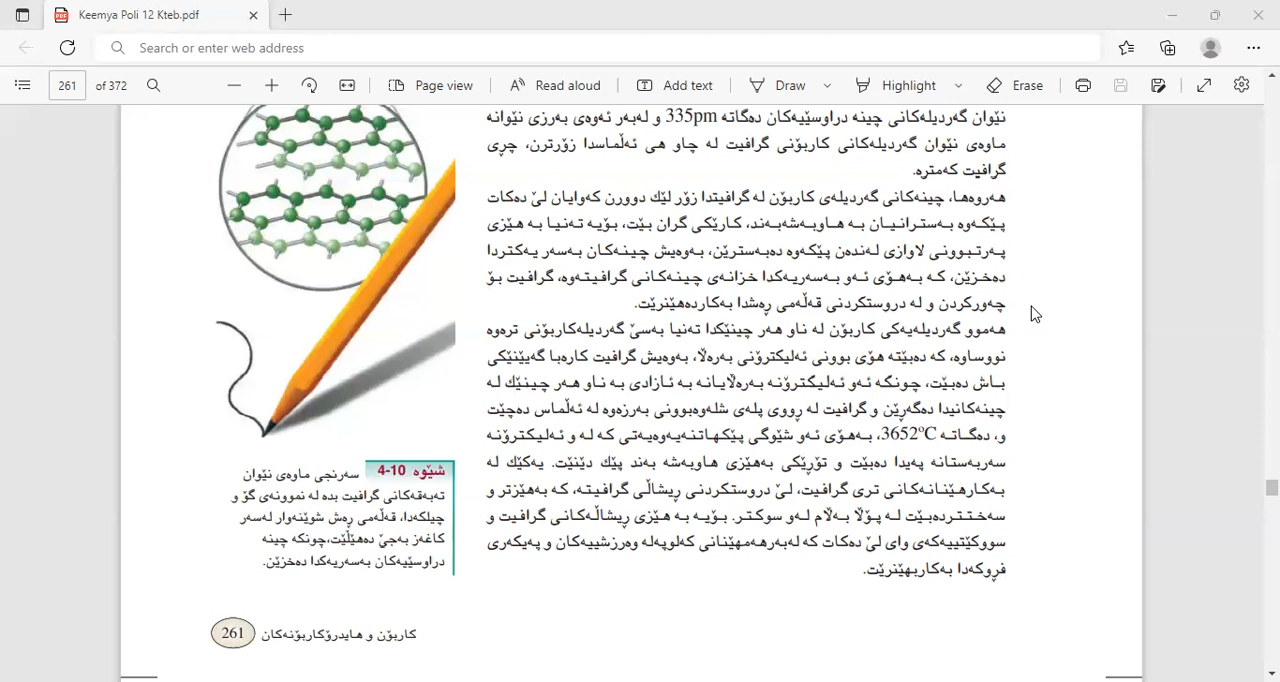 Keemya Poli 12 Kteb.pdf
Search or enter web address
261 of 372
Page view
Read aloud
Add text
Draw
Highlight
Erase
نێوان گەردیلەکانی چینە دراوسێیەکان دەگاتە 335pm و لەبەر ئەوەی بەرزی نێوانە
ماوەی نێوان گەردیلەکانی کاربۆنی گرافیت لە چاو هی ئەڵماسدا زۆرترن، چڕی
گرافیت کەمترە.
هەروەها، چینەکانی گەردیلەی کاربۆن لە گرافیتدا زۆر لێك دوورن کەوایان لێ دەکات
پێکەوە بەسترانیان بە هاوبەشەبەند، کارێکی گران بێت، بۆیە تەنیا بە هێزی
پەرتبوونی لاوازی لەندەن پێکەوە دەبەسترێن، بەوەیش چینەکان بەسەر یەکتردا
دەخزێن، کە بەهۆی ئەو بەسەریەکدا خزانەی چینەکانی گرافیتەوە، گرافیت بۆ
چەورکردن و لە دروستکردنی قەڵەمی ڕەشدا بەکاردەهێنرێت.
هەموو گەردیلەیەکی کاربۆن لە ناو هەر چینێکدا تەنیا بەسێ گەردیلەکاربۆنی ترەوە
نووساوە، کە دەبێتە هۆی بوونی ئەلیکترۆنی بەرەڵا، بەوەیش گرافیت کارەبا گەیێنێکی
باش دەبێت، چونگە ئەو ئەلیکترۆنە بەرەڵایانە بە ئازادی بە ناو هەر چینێك لە
چینەکانیدا دەگەڕێن و گرافیت لە ڕووی پلەی شلەوەبوونی بەرزەوە لە ئەڵماس دەچێت
و، دەگاتە 3652ºC، بەهۆی ئەو شێوگی پێکهاتنەیەوەیەتی کە لە و ئەلیکترۆنە
سەربەستانە پەیدا دەبێت و تۆڕێکی بەهێزی هاوبەشە بەند پێك دێنێت. یەکێك لە
بەکارهێنانەکانی تری گرافیت، لێ دروستکردنی ڕیشاڵی گرافیتە، کە بەهێزتر و
سەختتردەبێت لە پۆڵا بەڵام لەو سوکتر. بۆیە بە هێزی ڕیشاڵەکانی گرافیت و
سووکێتییەکەی وای لێ دەکات کە لەبەرهەمهێنانی کەلوپەلە وەرزشییەکان و پەیکەری
فڕوکەدا بەکاربهێنرێت.
شێوە 10-4 سەرنجی ماوەی نێوان
تەبەقەکانی گرافیت بدە لە نموونەی گۆ و
چیلکەدا، قەڵەمی ڕەش شوێنەوار لەسەر
کاغەز بەجێ دەهێڵێت،چونکە چینە
دراوسێیەکان بەسەریەکدا دەخزێن.
کاربۆن و هایدرۆکاربۆنەکان 261